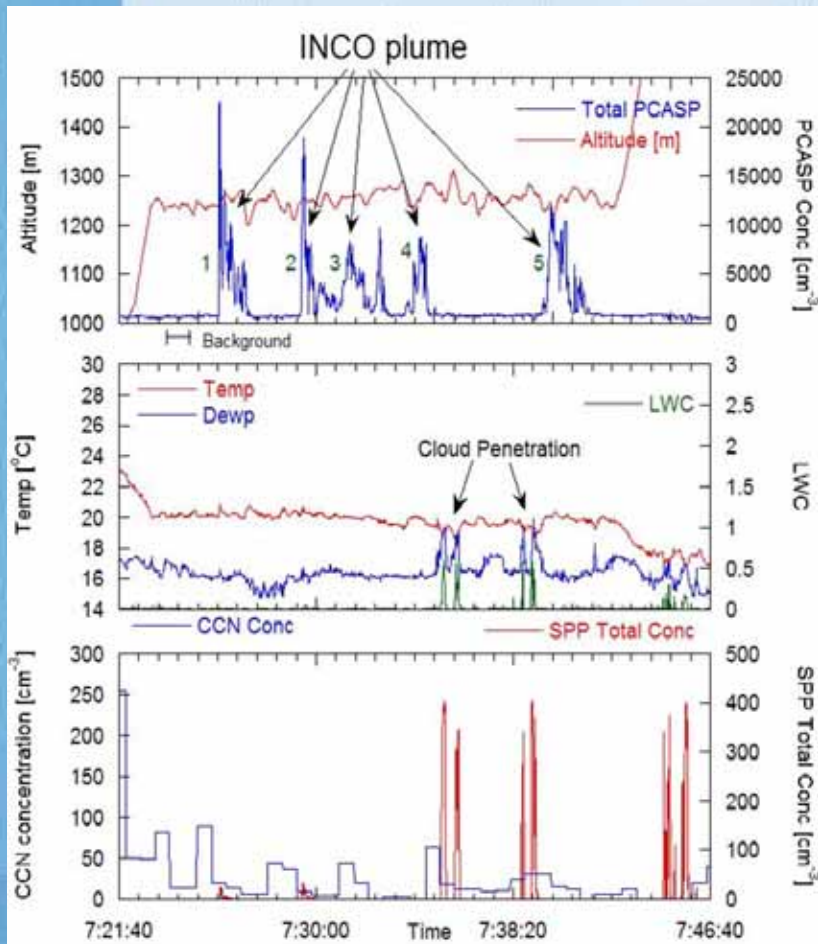 INCO plume
1500
1400
1300
1200
1100
1000
Altitude [m]
Total PCASP
Altitude [m]
25000
20000
15000
10000
5000
0
PCASP Conc [cm⁻³]
1
2
3
4
5
Background
30
28
26
24
22
20
18
16
14
Temp [°C]
Temp
Dewp
LWC
Cloud Penetration
3
2.5
2
1.5
1
0.5
0
LWC
CCN Conc
SPP Total Conc
300
250
200
150
100
50
0
CCN concentration [cm⁻³]
500
400
300
200
100
0
SPP Total Conc [cm⁻³]
7:21:40 7:30:00 Time 7:38:20 7:46:40